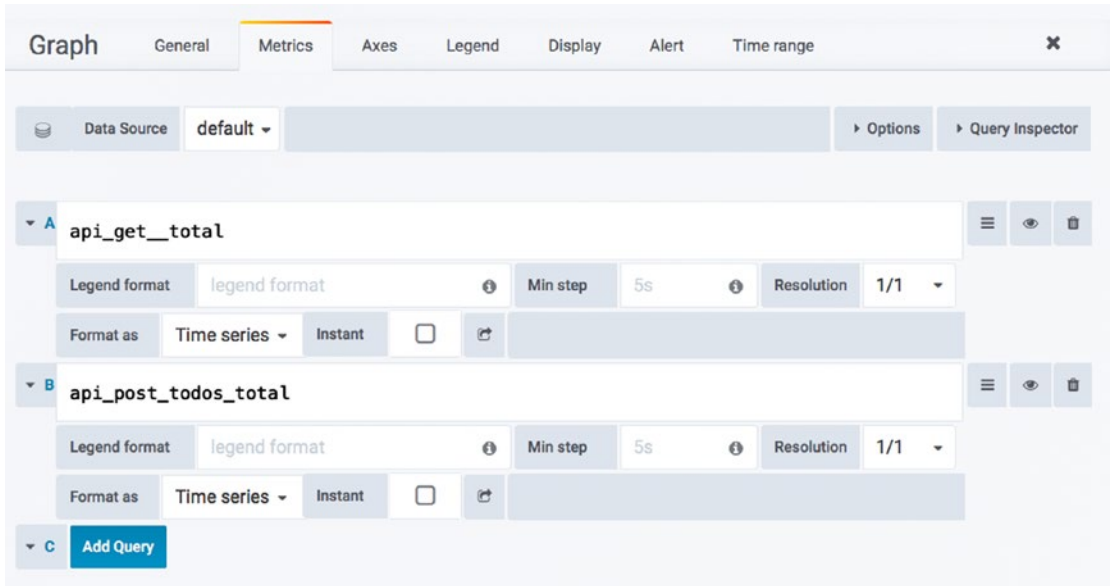 Graph General Metrics Axes Legend Display Alert Time range
Data Source default Options Query Inspector
A api_get__total
Legend format legend format Min step 5s Resolution 1/1
Format as Time series Instant
B api_post_todos_total
Legend format legend format Min step 5s Resolution 1/1
Format as Time series Instant
C Add Query